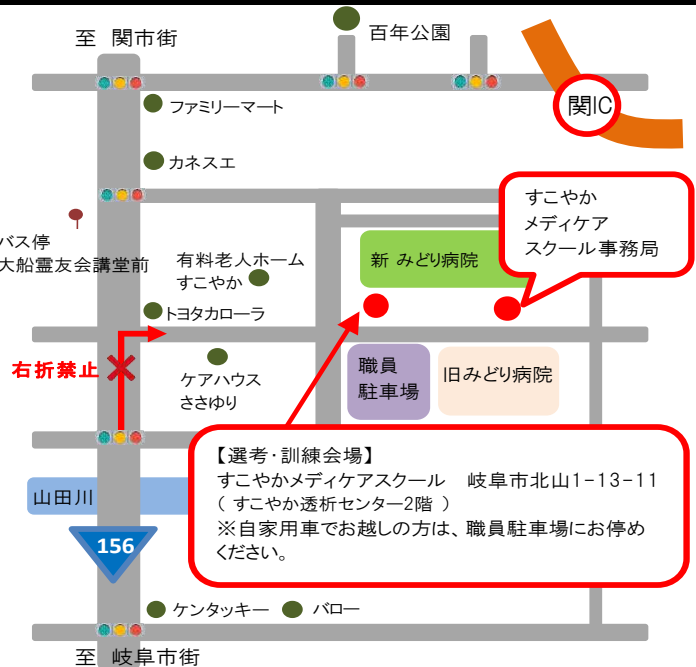 至 関市街
百年公園
関IC
ファミリーマート
カネスエ
すこやか
メディケア
スクール事務局
バス停
大船霊友会講堂前
有料老人ホーム
すこやか
新 みどり病院
トヨタカローラ
右折禁止
ケアハウス
ささゆり
職員
駐車場
旧みどり病院
【選考・訓練会場】
すこやかメディケアスクール 岐阜市北山1-13-11
( すこやか透析センター2階 )
※自家用車でお越しの方は、職員駐車場にお停め
ください。
山田川
156
ケンタッキー
バロー
至 岐阜市街